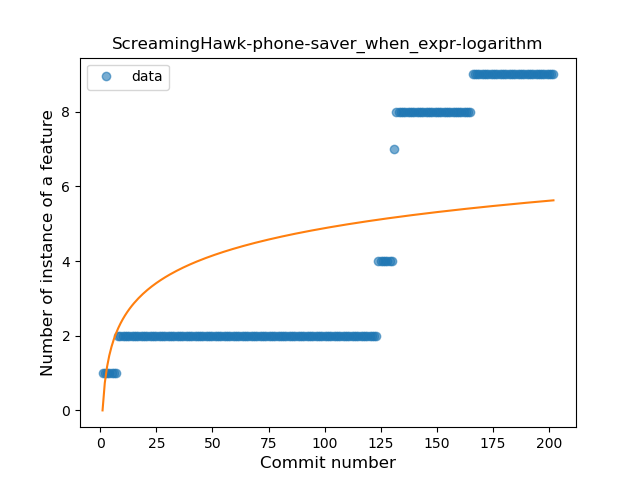 ScreamingHawk-phone-saver_when_expr-logarithm
data
Number of instance of a feature
8
6
4
2
0
0 25 50 75 100 125 150 175 200
Commit number